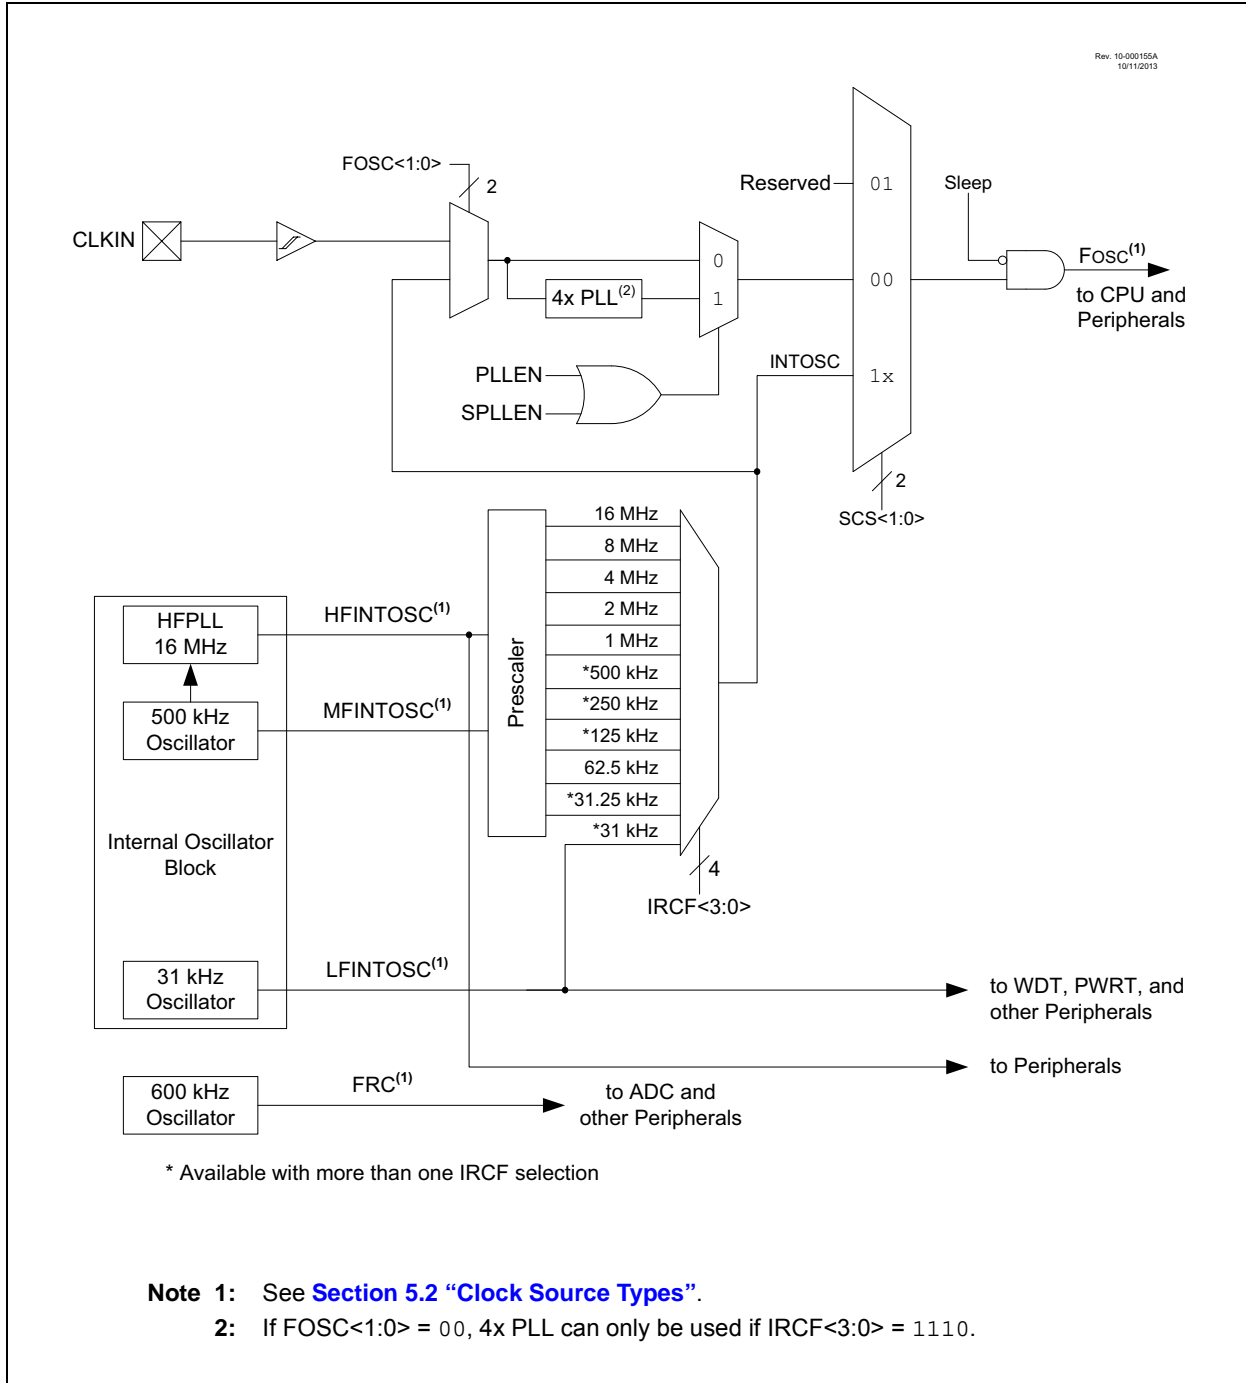 Rev. 10-000155A
10/11/2013
FOSC<1:0>
2
Reserved
01
Sleep
CLKIN
FOSC(1)
0
4x PLL(2)
1
00
to CPU and
Peripherals
INTOSC
1x
PLLEN
SPLLEN
2
SCS<1:0>
16 MHz
8 MHz
4 MHz
2 MHz
1 MHz
*500 kHz
*250 kHz
*125 kHz
62.5 kHz
*31.25 kHz
*31 kHz
Prescaler
4
IRCF<3:0>
HFPLL
16 MHz
HFINTOSC(1)
500 kHz
Oscillator
MFINTOSC(1)
Internal Oscillator
Block
31 kHz
Oscillator
LFINTOSC(1)
to WDT, PWRT, and
other Peripherals
to Peripherals
600 kHz
Oscillator
FRC(1)
to ADC and
other Peripherals
* Available with more than one IRCF selection
Note 1: See Section 5.2 “Clock Source Types”.
2: If FOSC<1:0> = 00, 4x PLL can only be used if IRCF<3:0> = 1110.